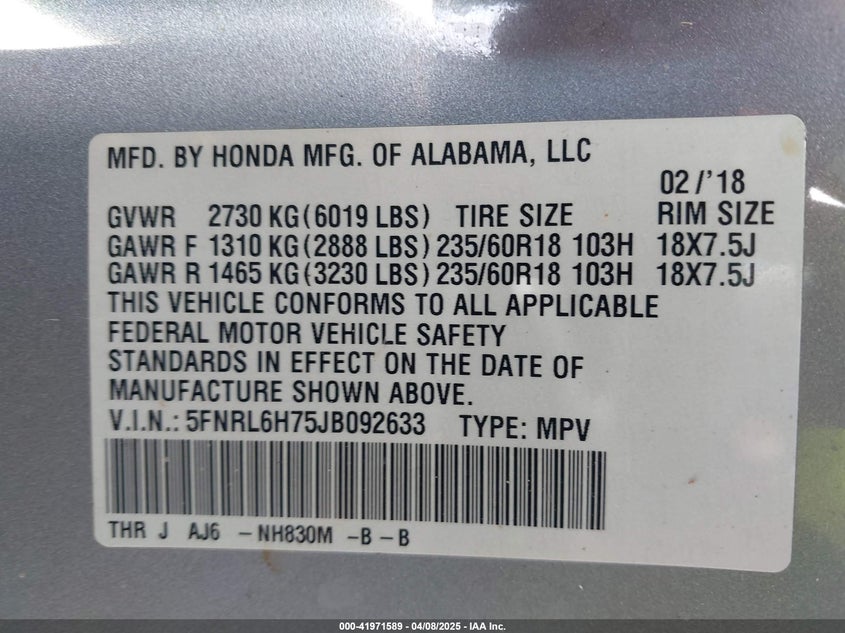 MFD. BY HONDA MFG. OF ALABAMA, LLC
02/'18
GVWR 2730 KG(6019 LBS) TIRE SIZE RIM SIZE
GAWR F 1310 KG(2888 LBS) 235/60R18 103H 18X7.5J
GAWR R 1465 KG(3230 LBS) 235/60R18 103H 18X7.5J
THIS VEHICLE CONFORMS TO ALL APPLICABLE
FEDERAL MOTOR VEHICLE SAFETY
STANDARDS IN EFFECT ON THE DATE OF
MANUFACTURE SHOWN ABOVE.
V.I.N.: 5FNRL6H75JB092633 TYPE: MPV
THR J AJ6 -NH830M -B-B
000-41971589 - 04/08/2025 - IAA Inc.